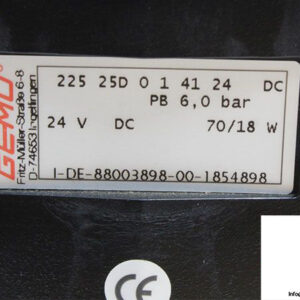 GEMÜ®
Fritz-Müller-Straße 6-8
D-74653 Ingelfingen
225 25D 0 1 41 24 DC
PB 6,0 bar
24 V DC 70/18 W
I-DE-88003898-00-1854898
CE